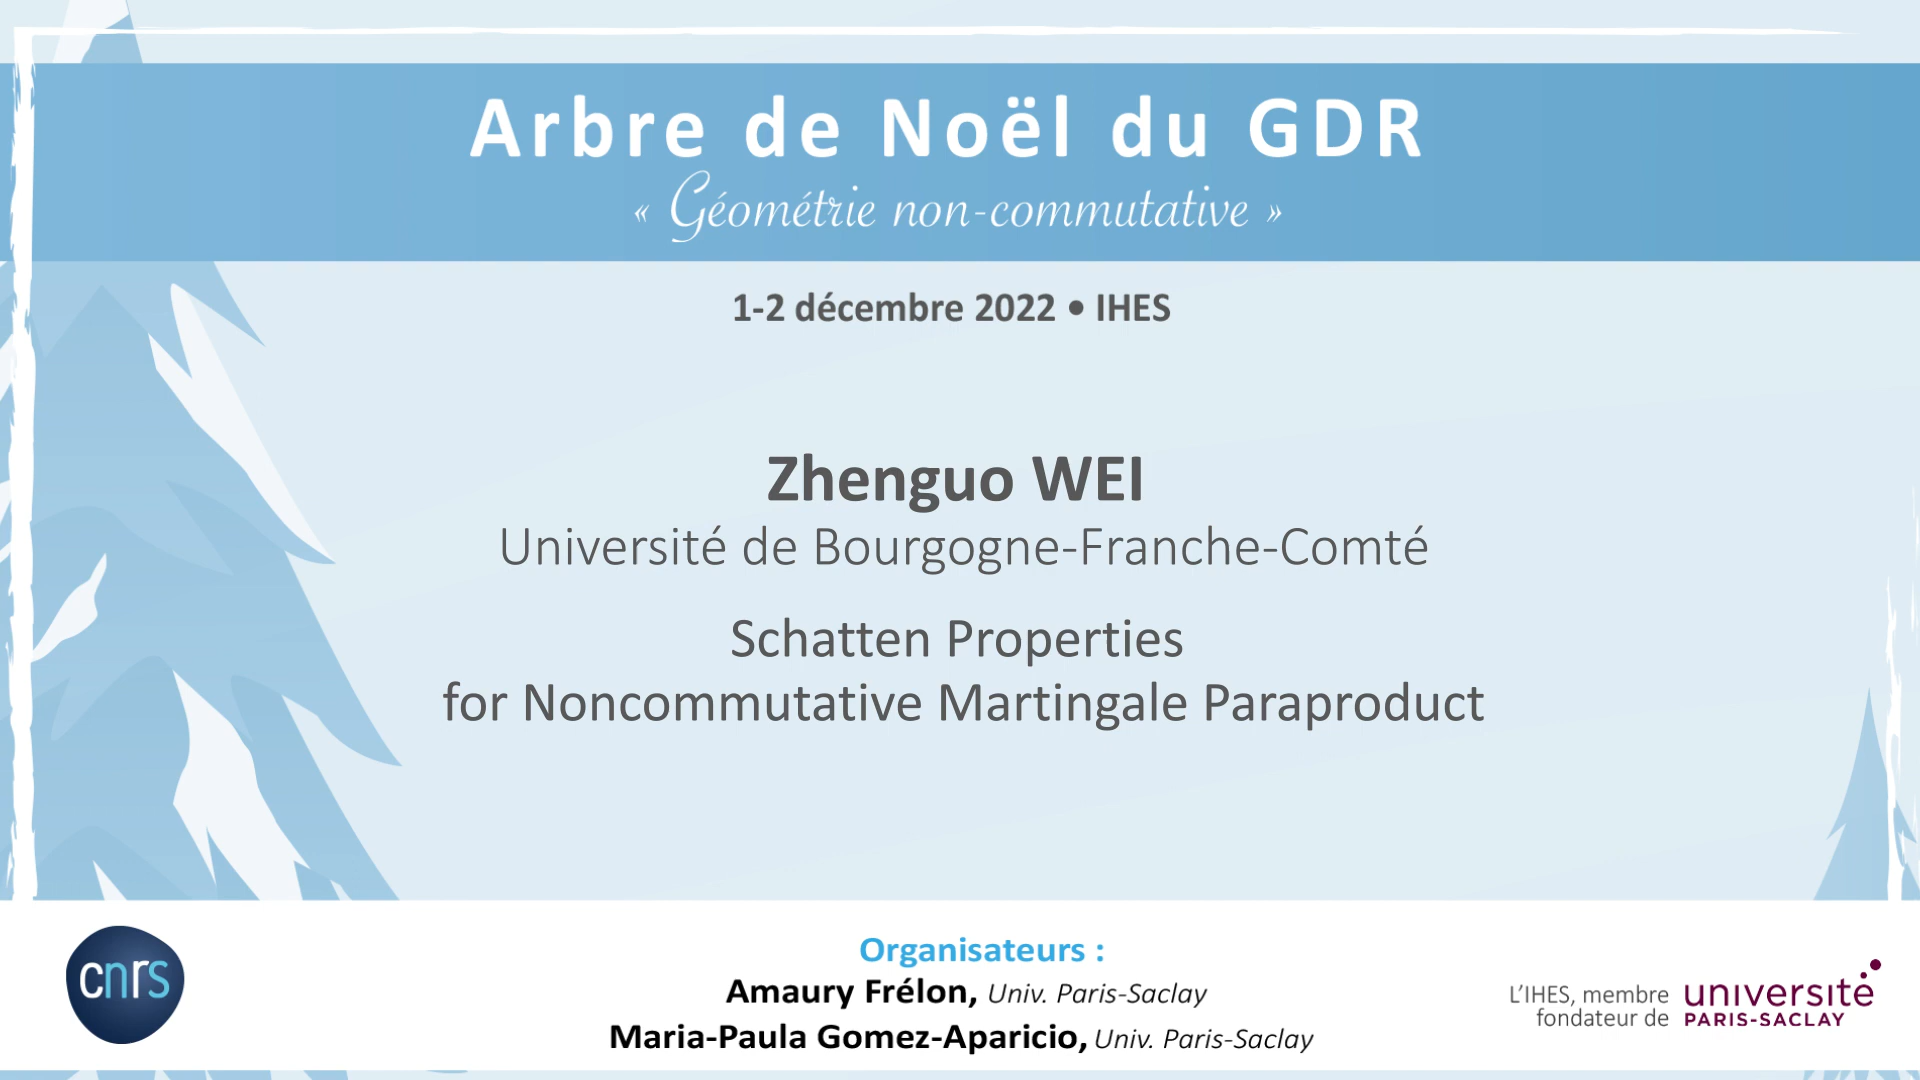 Arbre de Noël du GDR
« Géométrie non-commutative »
1-2 décembre 2022 • IHES
Zhenguo WEI
Université de Bourgogne-Franche-Comté
Schatten Properties
for Noncommutative Martingale Paraproduct
cnrs
Organisateurs :
Amaury Frélon, Univ. Paris-Saclay
Maria-Paula Gomez-Aparicio, Univ. Paris-Saclay
L'IHES, membre
fondateur de
université
PARIS-SACLAY